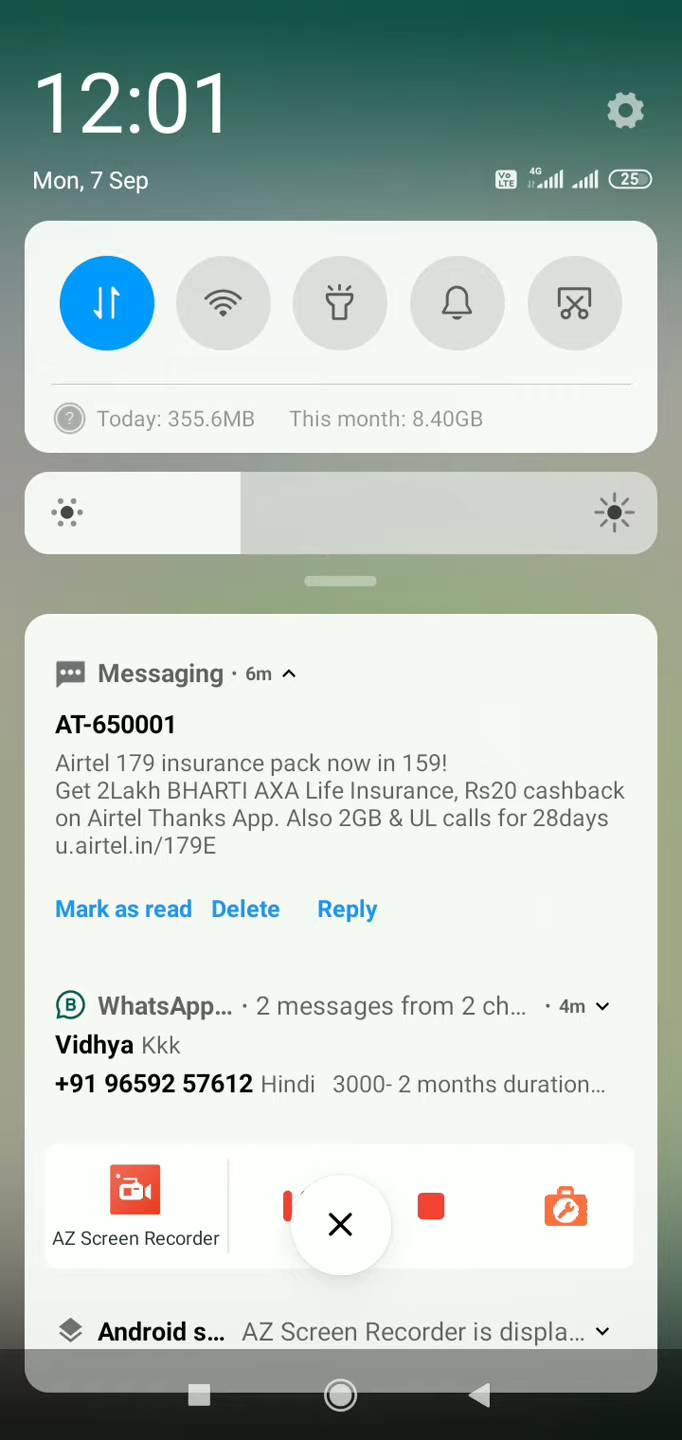 12:01
Mon, 7 Sep
Vo LTE 4G 25
? Today: 355.6MB This month: 8.40GB
Messaging · 6m
AT-650001
Airtel 179 insurance pack now in 159!
Get 2Lakh BHARTI AXA Life Insurance, Rs20 cashback
on Airtel Thanks App. Also 2GB & UL calls for 28days
u.airtel.in/179E
Mark as read Delete Reply
B WhatsApp... · 2 messages from 2 ch... · 4m
Vidhya Kkk
+91 96592 57612 Hindi 3000- 2 months duration...
AZ Screen Recorder
Android s... AZ Screen Recorder is displa...